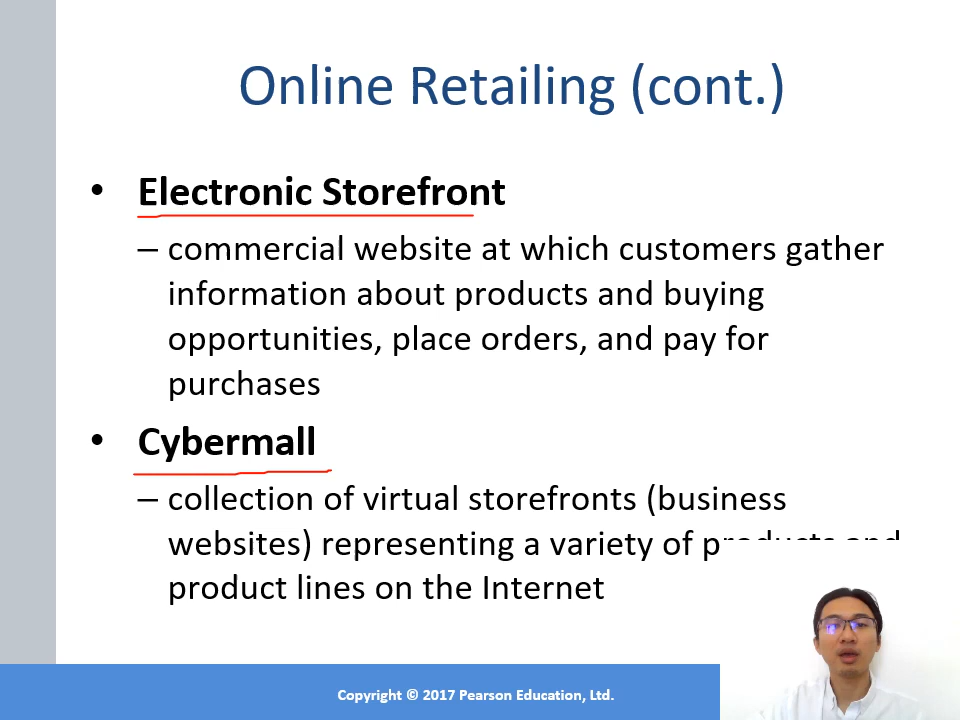 Online Retailing (cont.)
• Electronic Storefront
– commercial website at which customers gather
information about products and buying
opportunities, place orders, and pay for
purchases
• Cybermall
– collection of virtual storefronts (business
websites) representing a variety of products and
product lines on the Internet
Copyright © 2017 Pearson Education, Ltd.